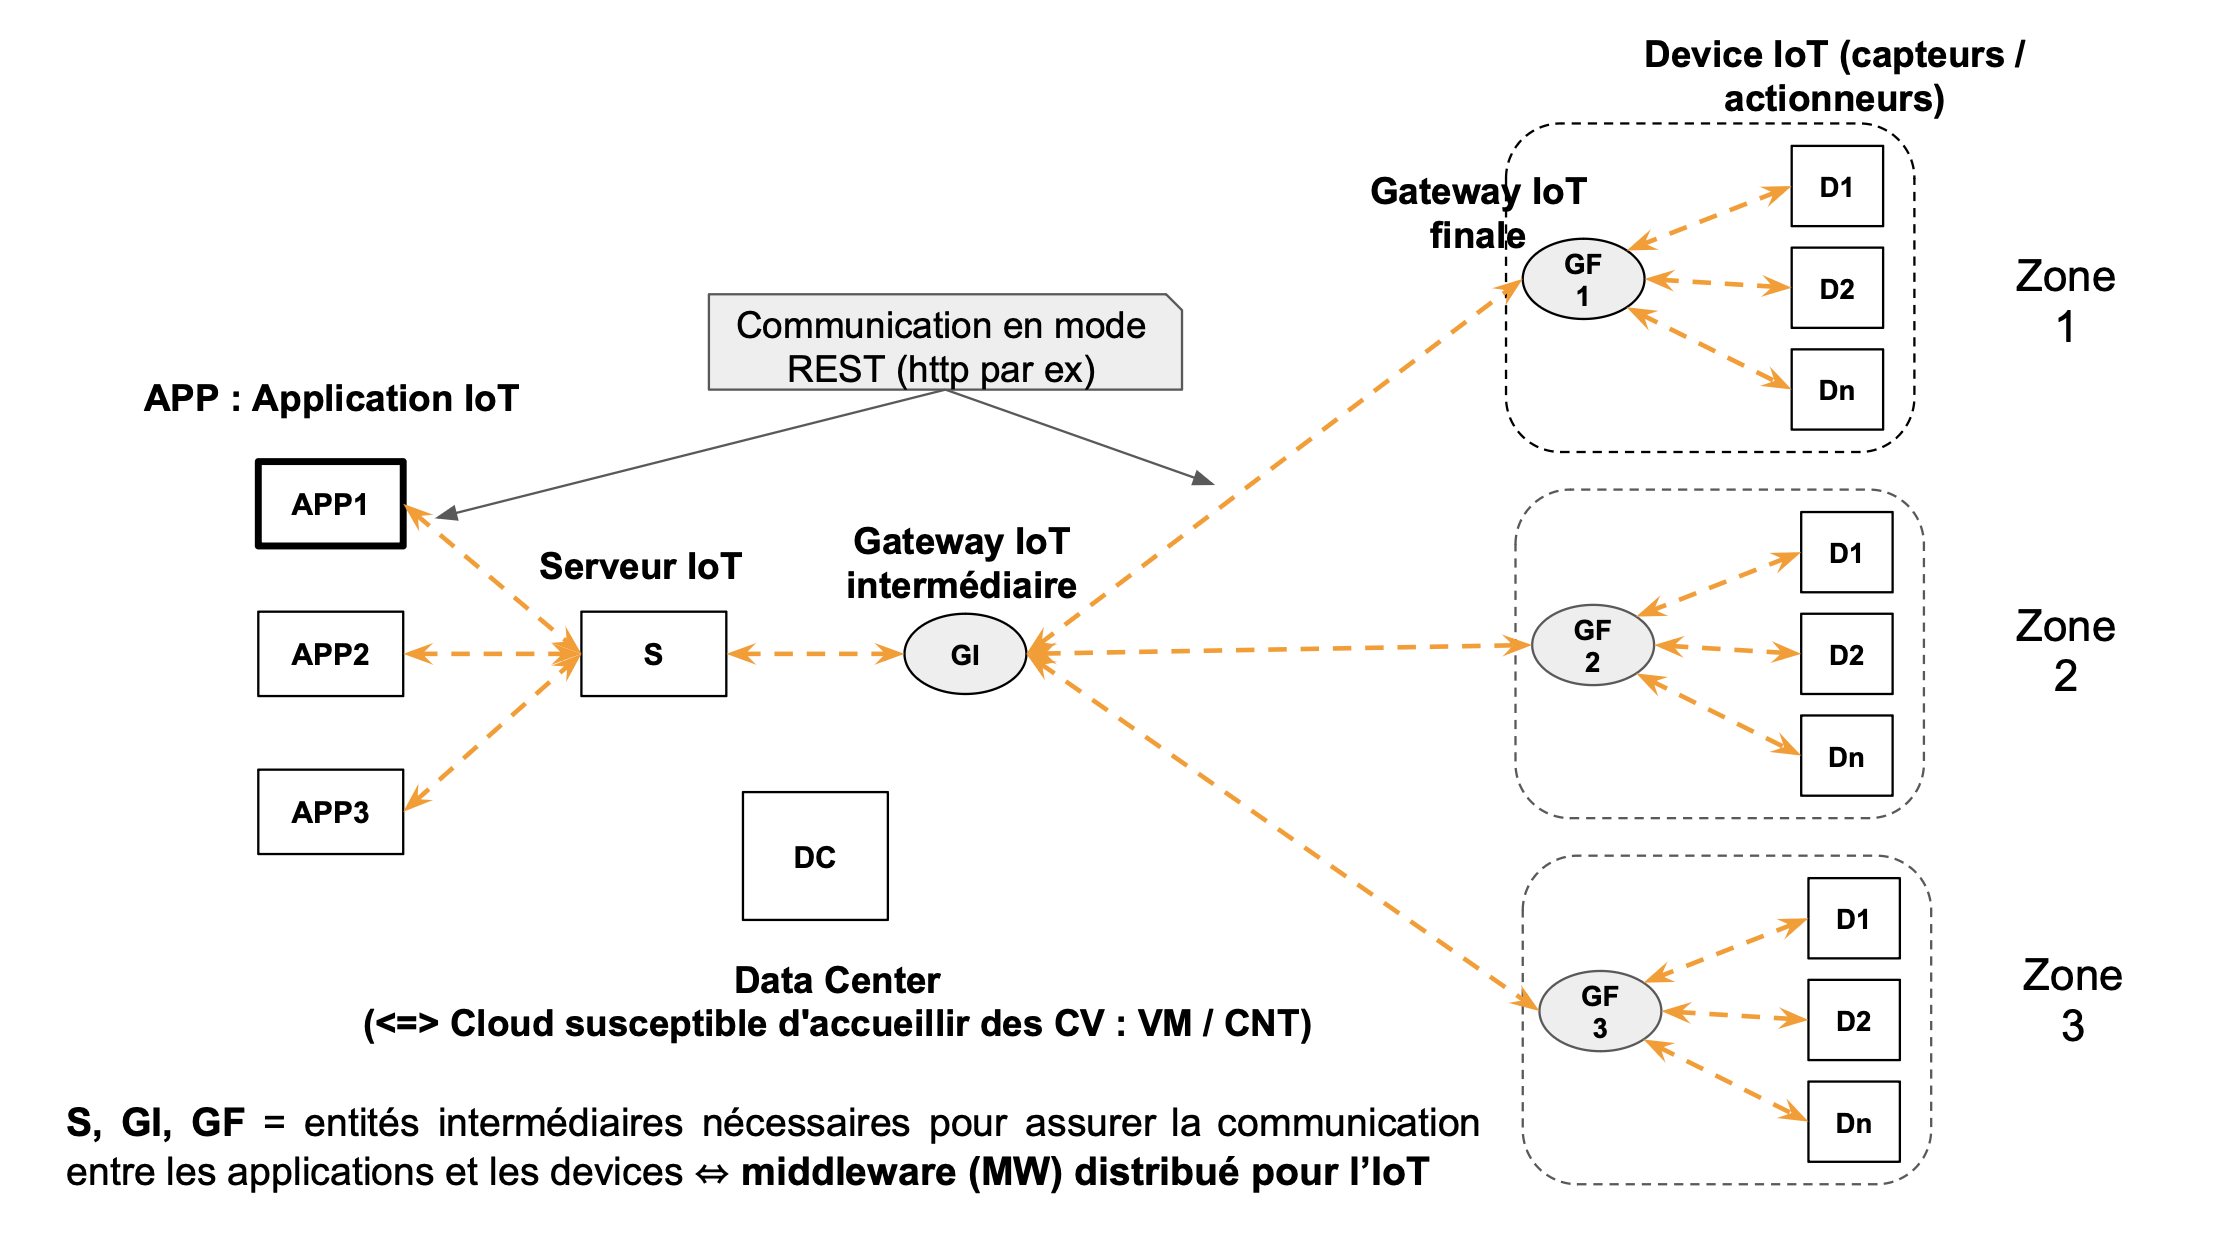 Device IoT (capteurs /
actionneurs)
Gateway IoT
finale
GF
1
D1
D2
Dn
Zone
1
Communication en mode
REST (http par ex)
APP : Application IoT
APP1
APP2
APP3
Serveur IoT
S
Gateway IoT
intermédiaire
GI
GF
2
D1
D2
Dn
Zone
2
DC
Data Center
(<=> Cloud susceptible d'accueillir des CV : VM / CNT)
GF
3
D1
D2
Dn
Zone
3
S, GI, GF = entités intermédiaires nécessaires pour assurer la communication
entre les applications et les devices ⇔ middleware (MW) distribué pour l’IoT